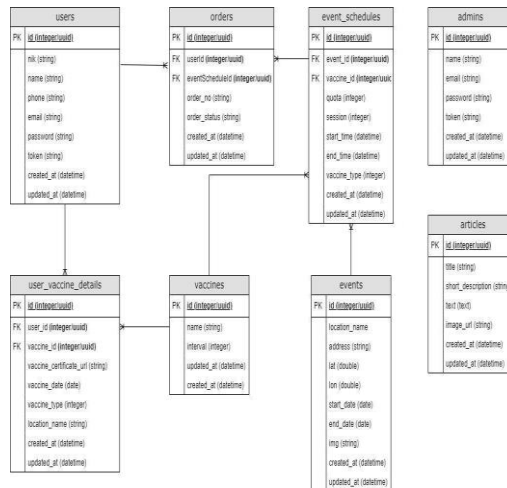 users
PK id (integer/uuid)
nik (string)
name (string)
phone (string)
email (string)
password (string)
token (string)
created_at (datetime)
updated_at (datetime)
orders
PK id (integer/uuid)
FK userId (integer/uuid)
FK eventScheduleId (integer/uuid)
order_no (string)
order_status (string)
created_at (datetime)
updated_at (datetime)
event_schedules
PK id (integer/uuid)
FK event_id (integer/uuid)
FK vaccine_id (integer/uuic
quota (integer)
session (integer)
start_time (datetime)
end_time (datetime)
vaccine_type (integer)
created_at (datetime)
updated_at (datetime)
admins
PK id (integer/uuid)
name (string)
email (string)
password (string)
token (string)
created_at (datetime)
updated_at (datetime)
articles
PK id (integer/uuid)
title (string)
short_description (string
text (text)
image_url (string)
created_at (datetime)
updated_at (datetime)
user_vaccine_details
PK id (integer/uuid)
FK user_id (integer/uuid)
FK vaccine_id (integer/uuid)
vaccine_certificate_url (string)
vaccine_date (date)
vaccine_type (integer)
location_name (string)
created_at (datetime)
updated_at (datetime)
vaccines
PK id (integer/uuid)
name (string)
interval (integer)
updated_at (datetime)
created_at (datetime)
events
PK id (integer/uuid)
location_name
address (string)
lat (double)
lon (double)
start_date (date)
end_date (date)
img (string)
created_at (datetime)
updated_at (datetime)